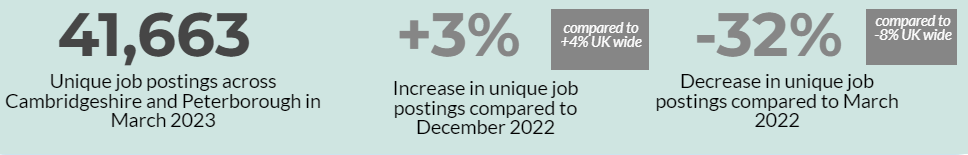 41,663
Unique job postings across
Cambridgeshire and Peterborough in
March 2023
+3%
compared to
+4% UK wide
Increase in unique job
postings compared to
December 2022
-32%
compared to
-8% UK wide
Decrease in unique job
postings compared to March
2022